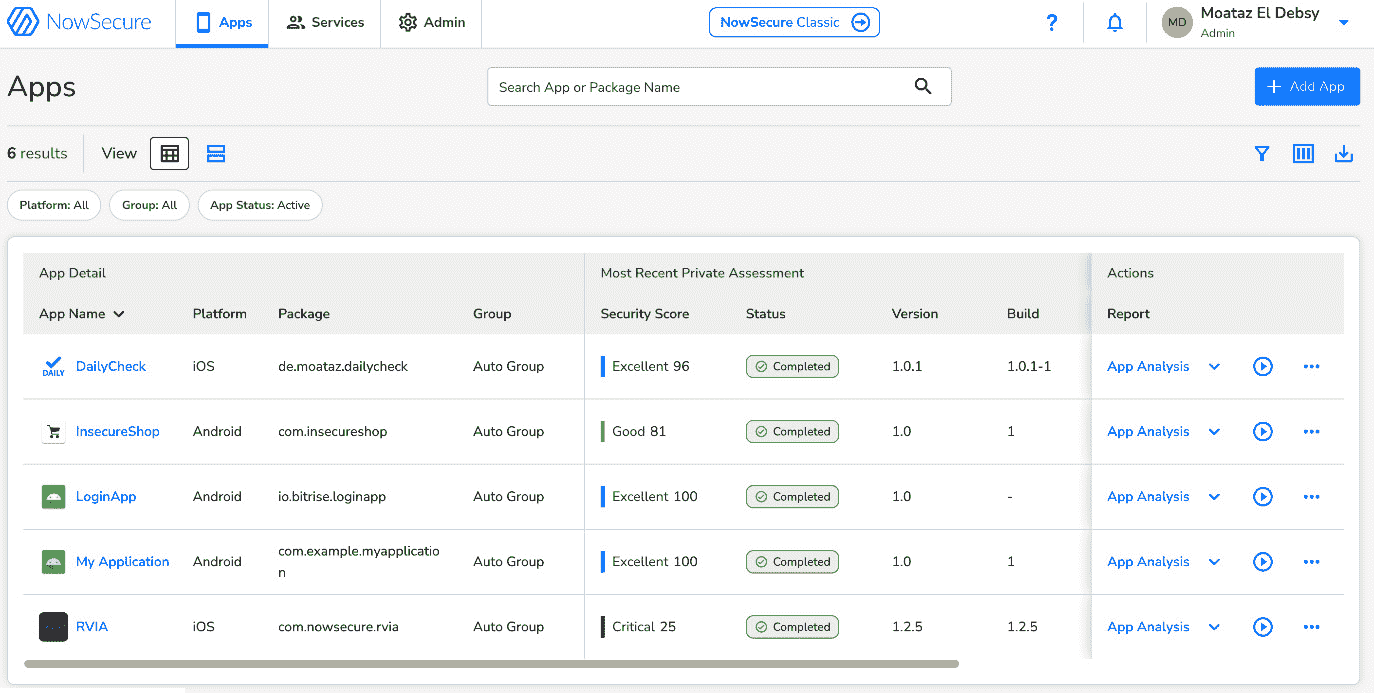 NowSecure Apps Services Admin NowSecure Classic ? MD Moataz El Debsy
Admin
Apps Search App or Package Name + Add App
6 results View
Platform: All Group: All App Status: Active
App Detail Most Recent Private Assessment Actions
App Name Platform Package Group Security Score Status Version Build Report
DAILY DailyCheck iOS de.moataz.dailycheck Auto Group Excellent 96 Completed 1.0.1 1.0.1-1 App Analysis
InsecureShop Android com.insecureshop Auto Group Good 81 Completed 1.0 1 App Analysis
LoginApp Android io.bitrise.loginapp Auto Group Excellent 100 Completed 1.0 - App Analysis
My Application Android com.example.myapplicatio
n Auto Group Excellent 100 Completed 1.0 1 App Analysis
RVIA iOS com.nowsecure.rvia Auto Group Critical 25 Completed 1.2.5 1.2.5 App Analysis